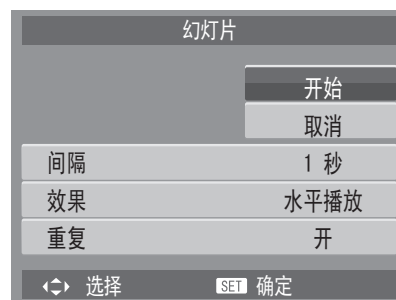 幻灯片
开始
取消
间隔 1 秒
效果 水平播放
重复 开
选择 SET 确定